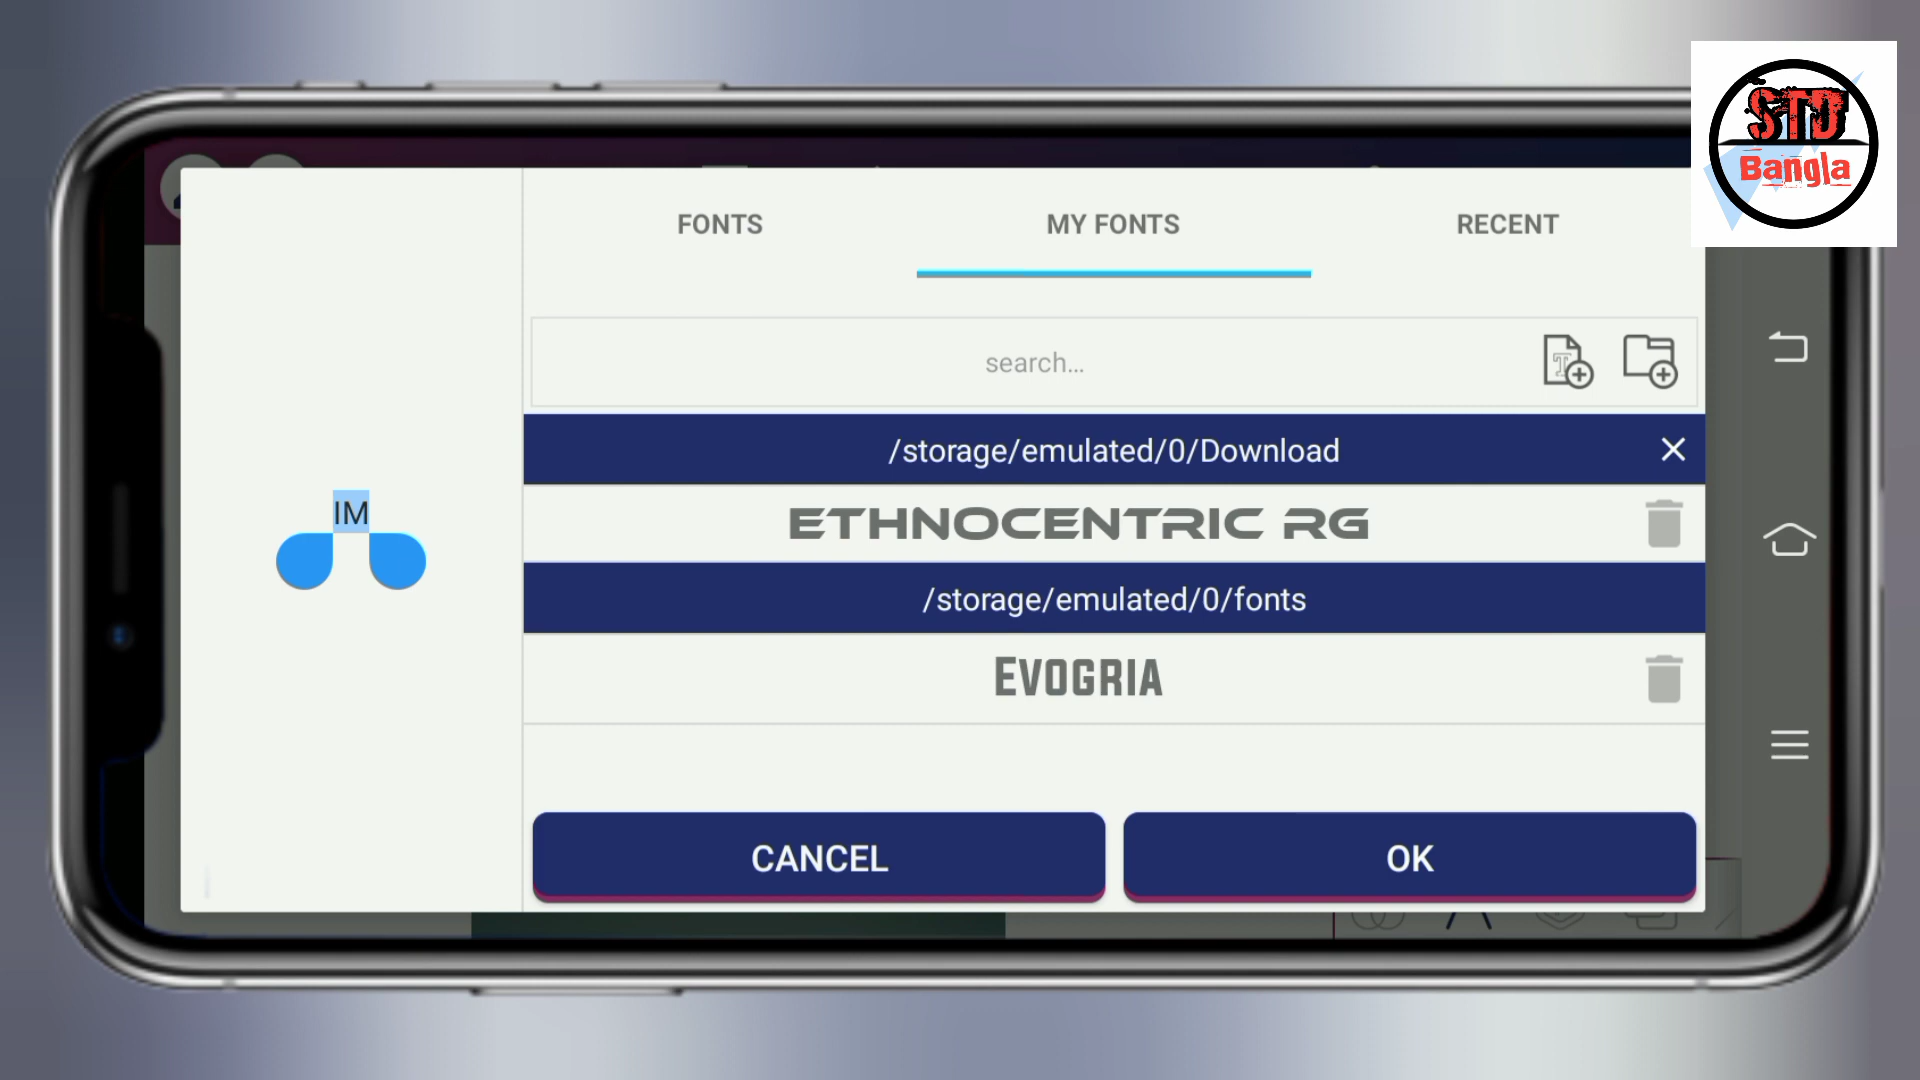 STD
Bangla
FONTS
MY FONTS
RECENT
search...
/storage/emulated/0/Download
ETHNOCENTRIC RG
/storage/emulated/0/fonts
EVOGRIA
IM
CANCEL
OK